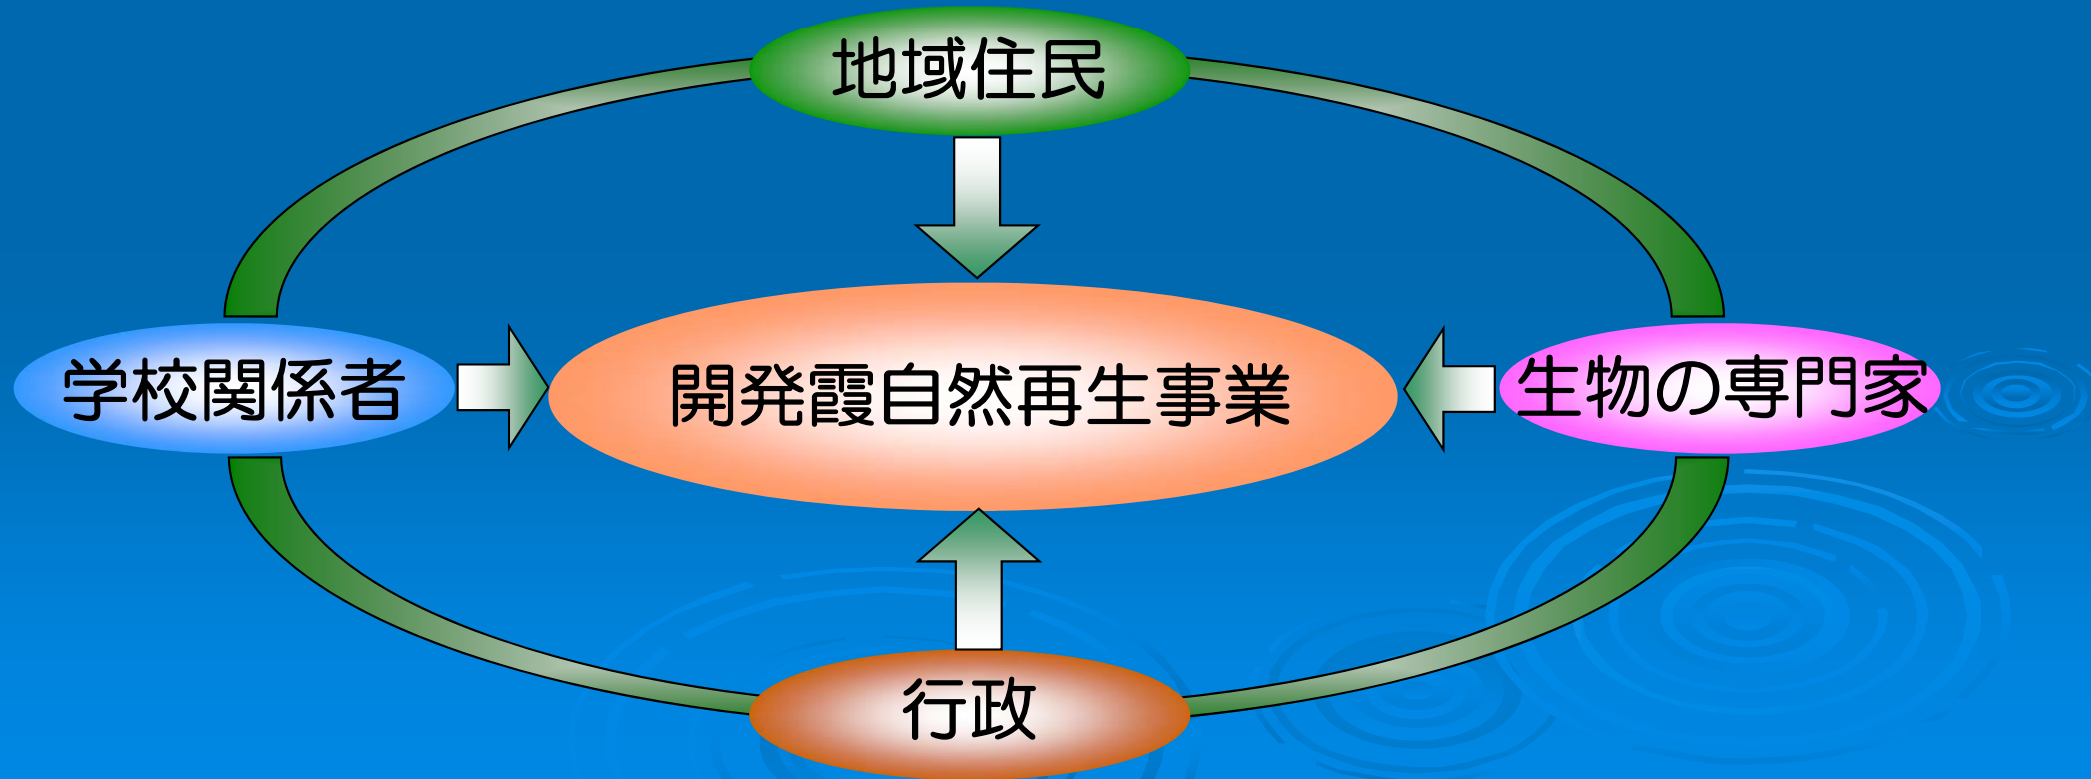 地域住民
学校関係者
開発霞自然再生事業
生物の専門家
行政